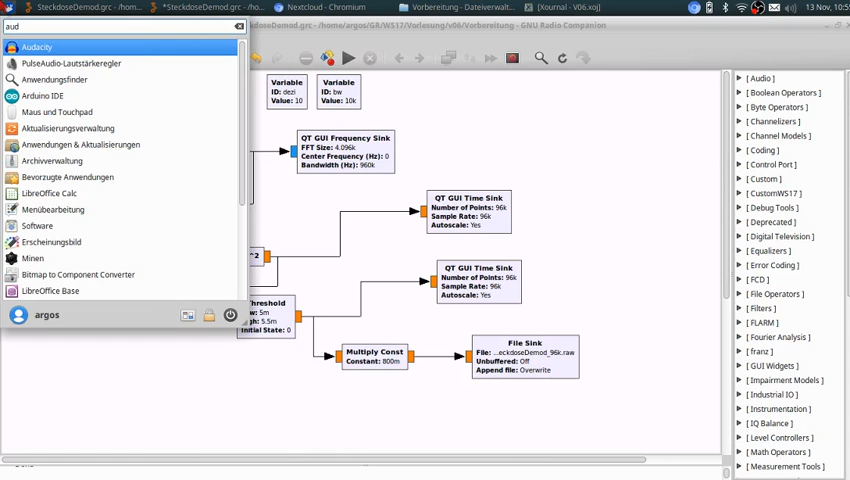 SteckdoseDemod.grc - /hom...
*SteckdoseDemod.grc - /ho...
Nextcloud - Chromium
Vorbereitung - Dateiverwalt...
[Xournal - V06.xoj]
13 Nov, 10:5
aud
ckdoseDemod.grc - /home/argos/GR/WS17/Vorlesung/v06/Vorbereitung - GNU Radio Companion
Audacity
PulseAudio-Lautstärkeregler
Anwendungsfinder
Arduino IDE
Maus und Touchpad
Aktualisierungsverwaltung
Anwendungen & Aktualisierungen
Archivverwaltung
Bevorzugte Anwendungen
LibreOffice Calc
Menübearbeitung
Software
Erscheinungsbild
Minen
Bitmap to Component Converter
LibreOffice Base
argos
Variable
ID: dezi
Value: 10
Variable
ID: bw
Value: 10k
QT GUI Frequency Sink
FFT Size: 4.096k
Center Frequency (Hz): 0
Bandwidth (Hz): 960k
QT GUI Time Sink
Number of Points: 96k
Sample Rate: 96k
Autoscale: Yes
^2
QT GUI Time Sink
Number of Points: 96k
Sample Rate: 96k
Autoscale: Yes
Threshold
w: 5m
gh: 5.5m
Initial State: 0
Multiply Const
Constant: 800m
File Sink
File: ...eckdoseDemod_96k.raw
Unbuffered: Off
Append file: Overwrite
[ Audio ]
[ Boolean Operators ]
[ Byte Operators ]
[ Channelizers ]
[ Channel Models ]
[ Coding ]
[ Control Port ]
[ Custom ]
[ CustomWS17 ]
[ Debug Tools ]
[ Deprecated ]
[ Digital Television ]
[ Equalizers ]
[ Error Coding ]
[ FCD ]
[ File Operators ]
[ Filters ]
[ FLARM ]
[ Fourier Analysis ]
[ franz ]
[ GUI Widgets ]
[ Impairment Models ]
[ Industrial IO ]
[ Instrumentation ]
[ IQ Balance ]
[ Level Controllers ]
[ Math Operators ]
[ Measurement Tools ]